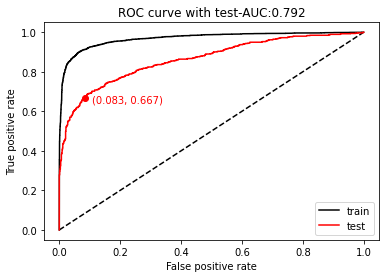 ROC curve with test-AUC:0.792
True positive rate
1.0
0.8
0.6
0.4
0.2
0.0
(0.083, 0.667)
train
test
0.0 0.2 0.4 0.6 0.8 1.0
False positive rate